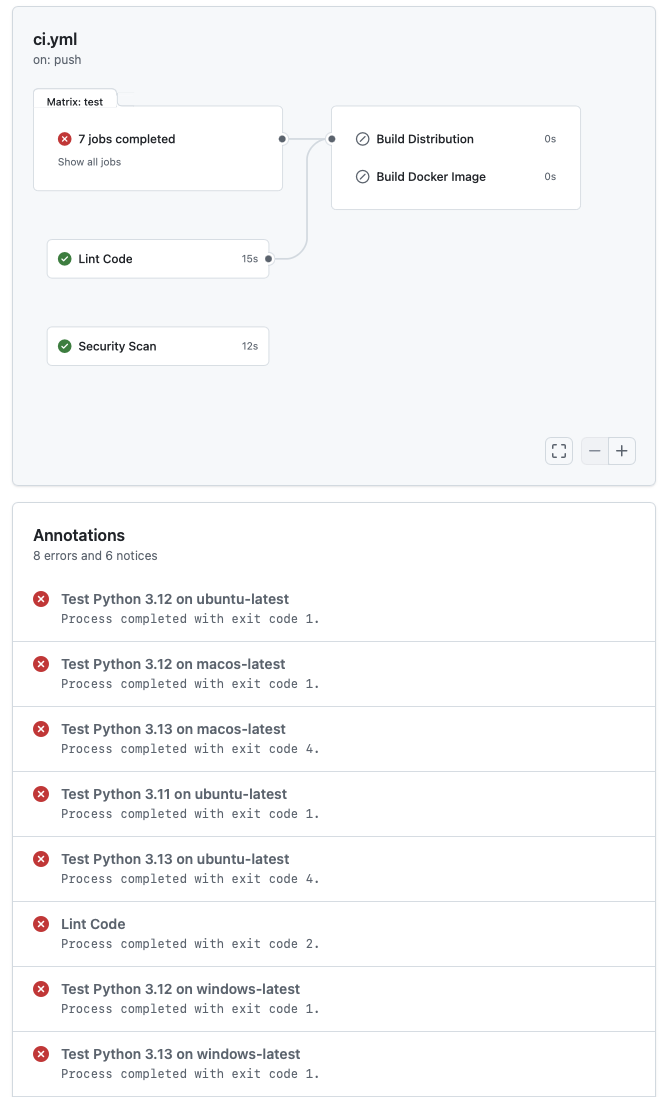 ci.yml
on: push
Matrix: test
7 jobs completed
Show all jobs
Build Distribution 0s
Build Docker Image 0s
Lint Code 15s
Security Scan 12s
Annotations
8 errors and 6 notices
Test Python 3.12 on ubuntu-latest
Process completed with exit code 1.
Test Python 3.12 on macos-latest
Process completed with exit code 1.
Test Python 3.13 on macos-latest
Process completed with exit code 4.
Test Python 3.11 on ubuntu-latest
Process completed with exit code 1.
Test Python 3.13 on ubuntu-latest
Process completed with exit code 4.
Lint Code
Process completed with exit code 2.
Test Python 3.12 on windows-latest
Process completed with exit code 1.
Test Python 3.13 on windows-latest
Process completed with exit code 1.